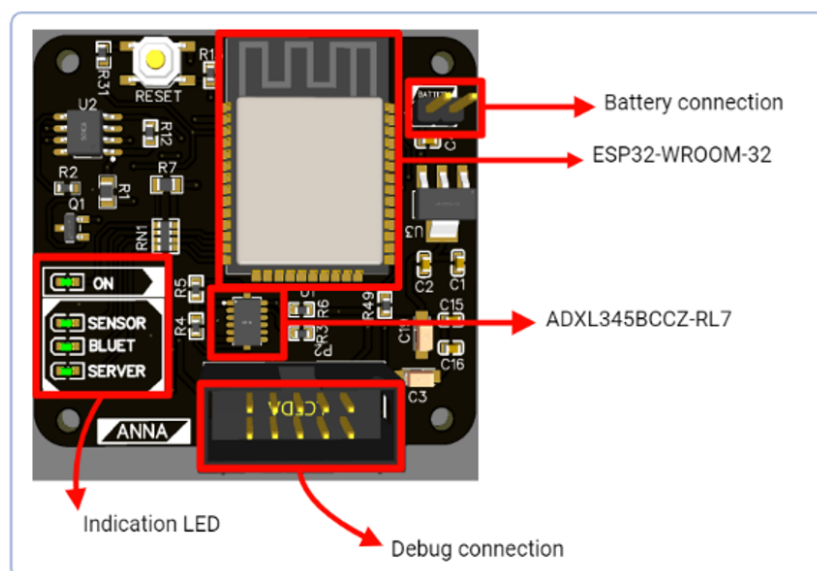 R31
RESET
R1
U2
R12
R2
R1
R7
Q1
RN1
BATTERY
C
U3
C2
C1
ON
SENSOR
BLUET
SERVER
R5
R4
R6
R3
R49
C15
C16
C3
ANNA
Battery connection
ESP32-WROOM-32
ADXL345BCCZ-RL7
Indication LED
Debug connection